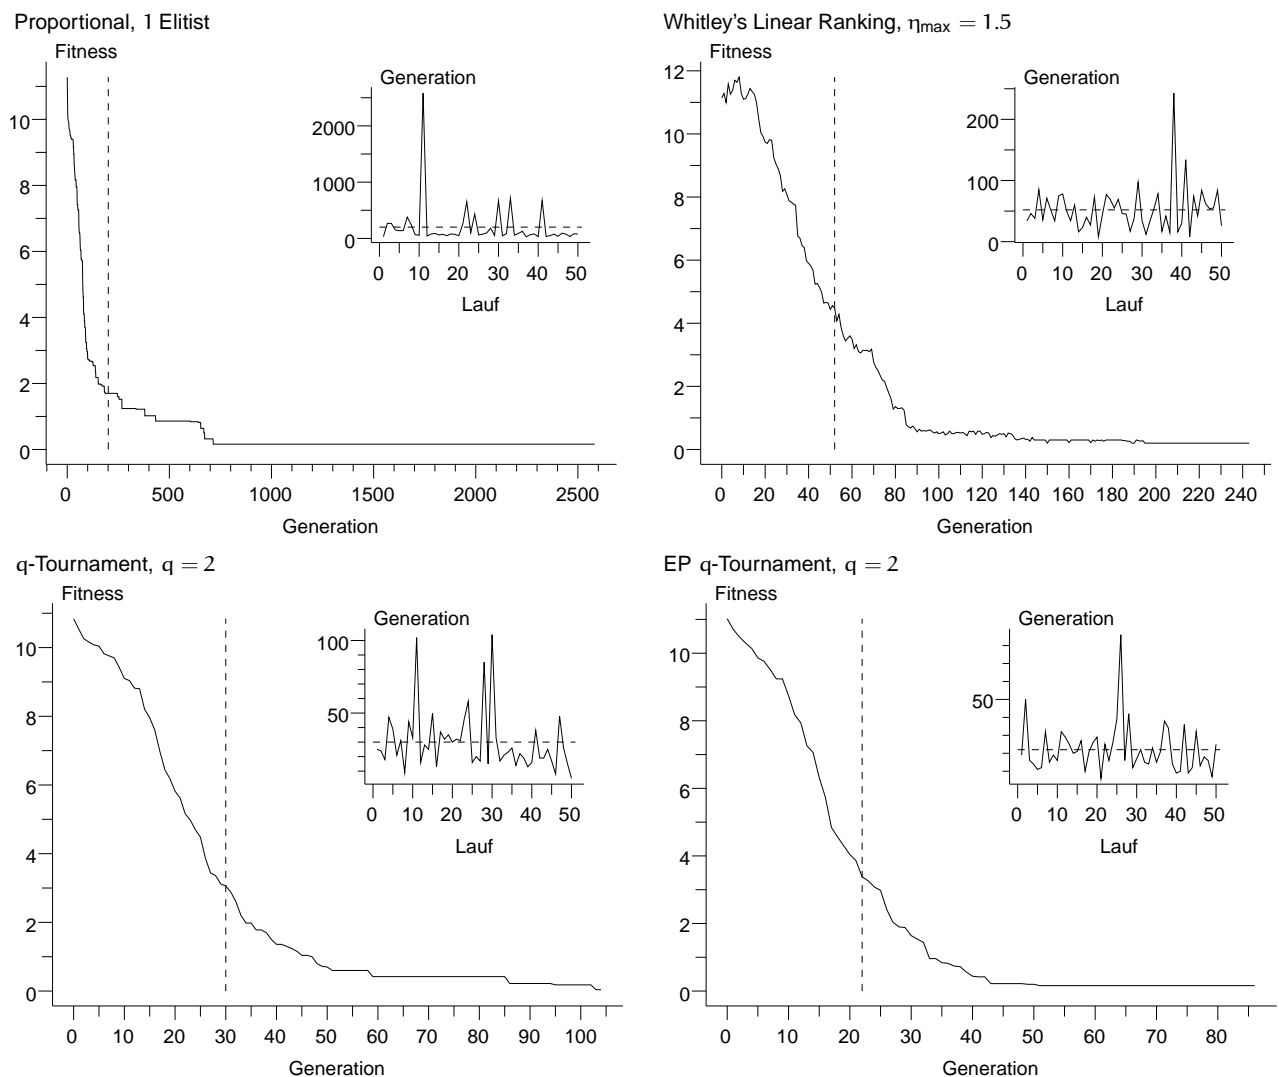 Proportional, 1 Elitist
Fitness
10
8
6
4
2
0
0 500 1000 1500 2000 2500
Generation
Generation
2000
1000
0
0 10 20 30 40 50
Lauf
Whitley's Linear Ranking, ηmax = 1.5
Fitness
12
10
8
6
4
2
0
0 20 40 60 80 100 120 140 160 180 200 220 240
Generation
Generation
200
100
0
0 10 20 30 40 50
Lauf
q-Tournament, q = 2
Fitness
10
8
6
4
2
0
0 10 20 30 40 50 60 70 80 90 100
Generation
Generation
100
50
0 10 20 30 40 50
Lauf
EP q-Tournament, q = 2
Fitness
10
8
6
4
2
0
0 10 20 30 40 50 60 70 80
Generation
Generation
50
0 10 20 30 40 50
Lauf